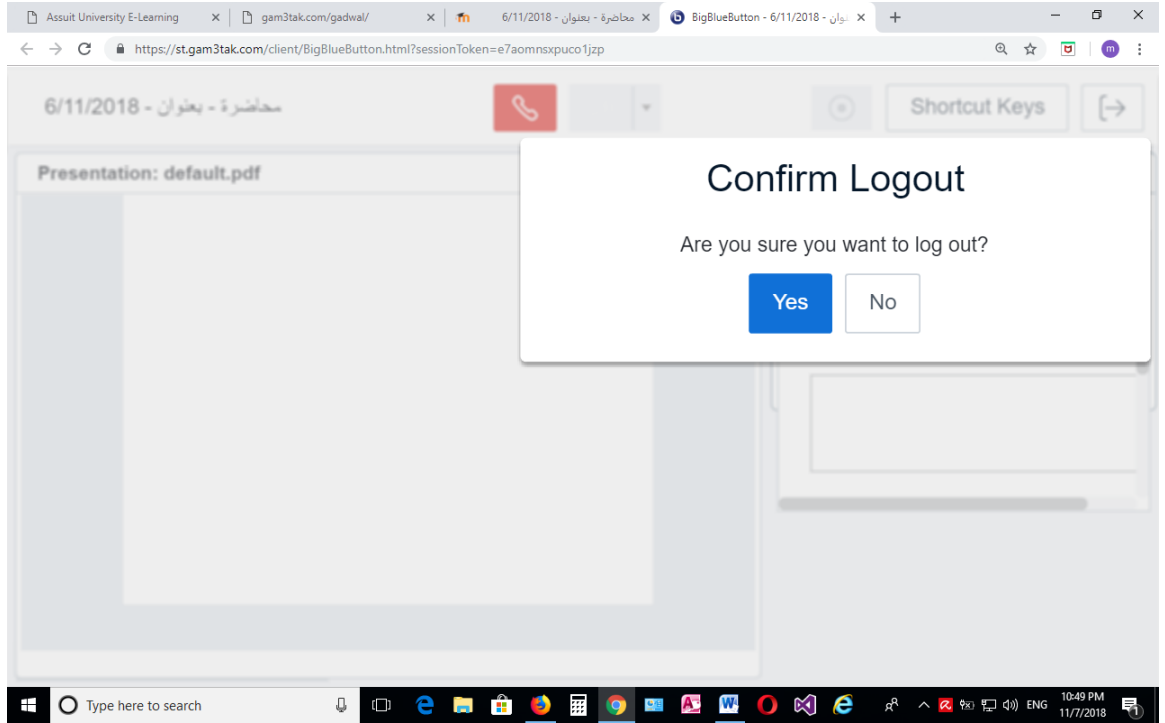 Assuit University E-Learning
gam3tak.com/gadwal/
محاضرة - بعنوان - 6/11/2018
BigBlueButton - 6/11/2018 - نوان
https://st.gam3tak.com/client/BigBlueButton.html?sessionToken=e7aomnsxpuco1jzp
m
محاضرة - بعنوان - 6/11/2018
Shortcut Keys
Presentation: default.pdf
Confirm Logout
Are you sure you want to log out?
Yes
No
Type here to search
ENG
10:49 PM
11/7/2018